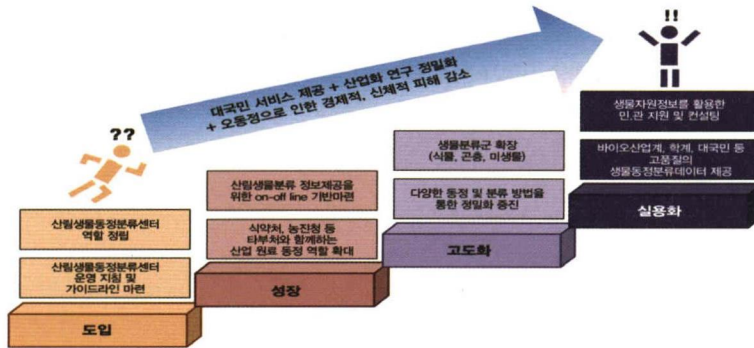 대국민 서비스 제공 + 산업화 연구 정밀화
+ 오동정으로 인한 경제적, 신체적 피해 감소
??
!!
산림생물동정분류센터
역할 정립
산림생물동정분류센터
운영 지침 및
가이드라인 마련
도입
산림생물분류 정보제공을
위한 on-off line 기반마련
식약처, 농진청 등
타부처와 함께하는
산업 원료 동정 역할 확대
성장
생물분류군 확장
(식물, 곤충, 미생물)
다양한 동정 및 분류 방법을
통한 정밀화 증진
고도화
생물자원정보를 활용한
민,관 지원 및 컨설팅
바이오산업계, 학계, 대국민 등
고품질의
생물동정분류데이터 제공
실용화